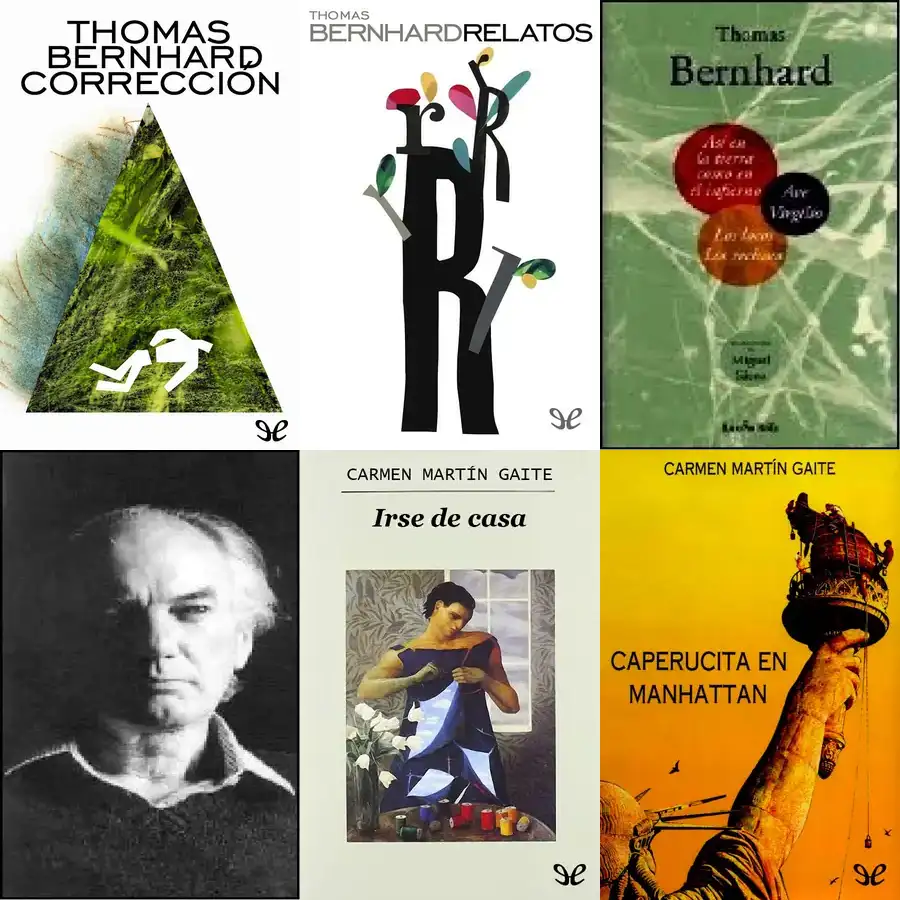 THOMAS
BERNHARD
CORRECCIÓN
THOMAS
BERNHARDRELATOS
r
R
R
r
r
Thomas
Bernhard
Así en
la tierra
como en
el infierno
Ave
Virgilio
Los locos
Los reclusos
Miguel
Sáenz
CARMEN MARTÍN GAITE
Irse de casa
CARMEN MARTÍN GAITE
CAPERUCITA EN
MANHATTAN